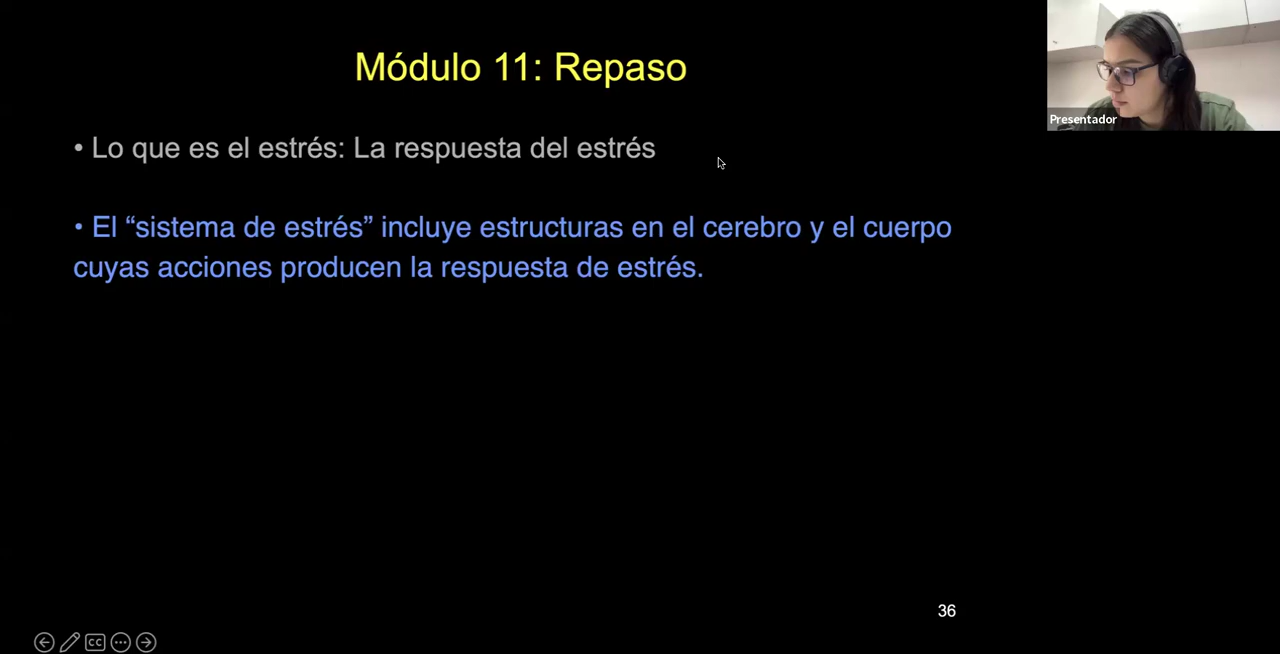 Módulo 11: Repaso
Presentador
• Lo que es el estrés: La respuesta del estrés
• El “sistema de estrés” incluye estructuras en el cerebro y el cuerpo
cuyas acciones producen la respuesta de estrés.
36
CC